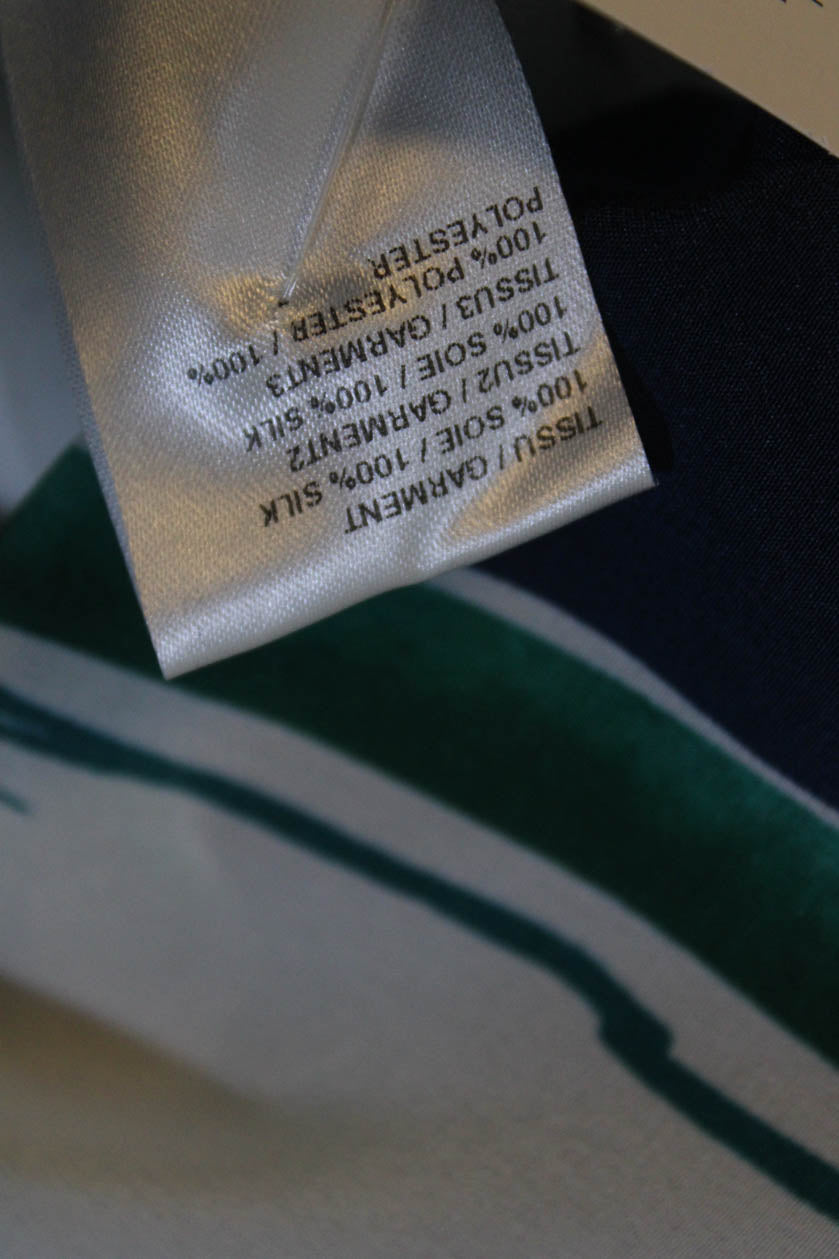 TISSU / GARMENT
100% SOIE / 100% SILK
TISSU2 / GARMENT2
100% SOIE / 100% SILK
TISSU3 / GARMENT3
100% POLYESTER / 100%
POLYESTER